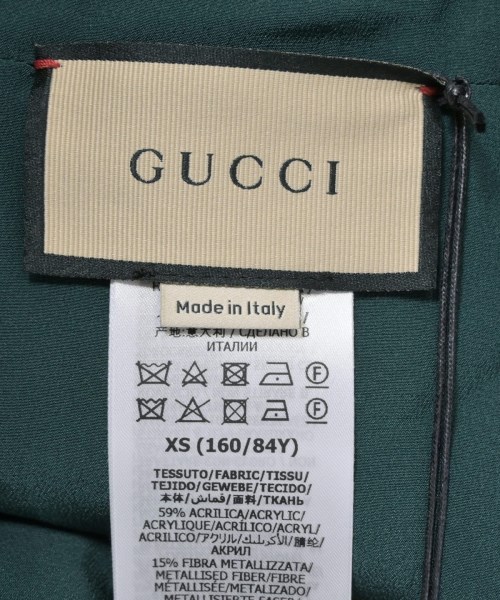 GUCCI
Made in Italy
产地:意大利 / СДЕЛАНО В
ИТАЛИИ
XS (160/84Y)
TESSUTO/FABRIC/TISSU/
TEJIDO/GEWEBE/TECIDO/
本体/قماش/面料/ТКАНЬ
59% ACRILICA/ACRYLIC/
ACRYLIQUE/ACRÍLICO/ACRYL/
ACRILICO/アクリル/أكريليك/腈纶/
АКРИЛ
15% FIBRA METALLIZZATA/
METALLISED FIBER/FIBRE
MÉTALLISÉE/METALIZADO/